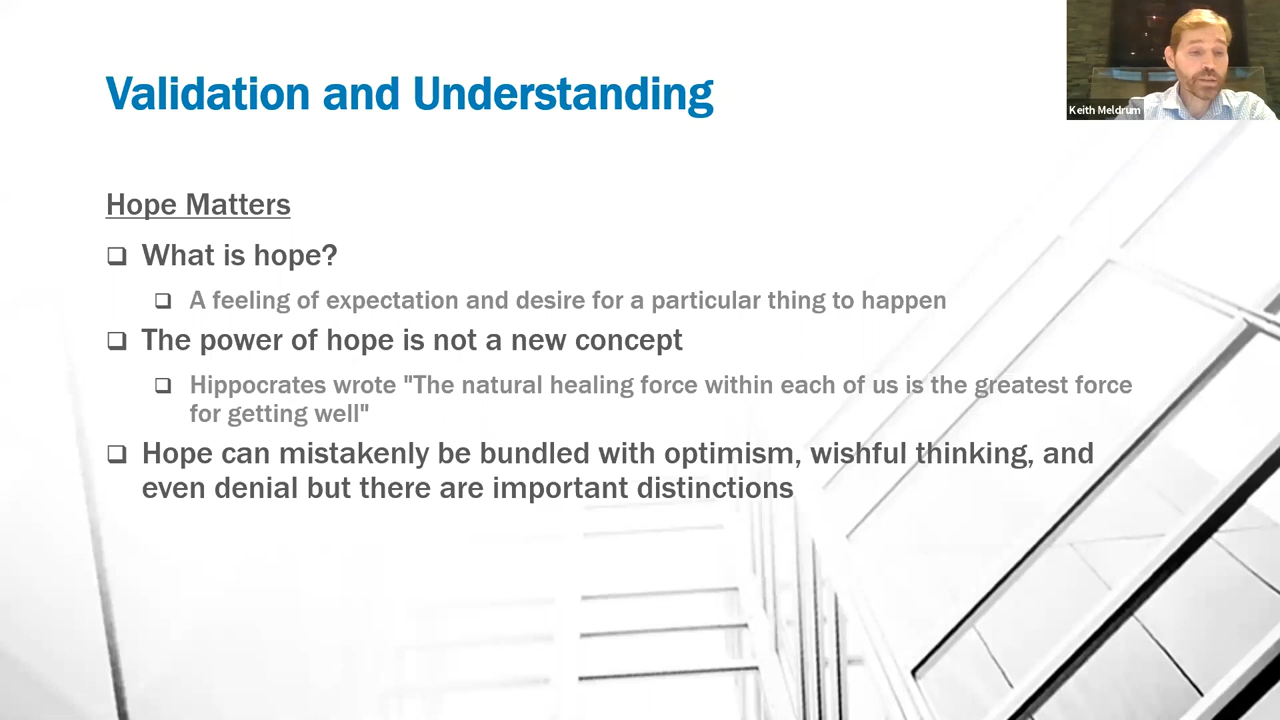 Validation and Understanding
Keith Meldrum
Hope Matters
What is hope?
A feeling of expectation and desire for a particular thing to happen
The power of hope is not a new concept
Hippocrates wrote "The natural healing force within each of us is the greatest force
for getting well"
Hope can mistakenly be bundled with optimism, wishful thinking, and
even denial but there are important distinctions